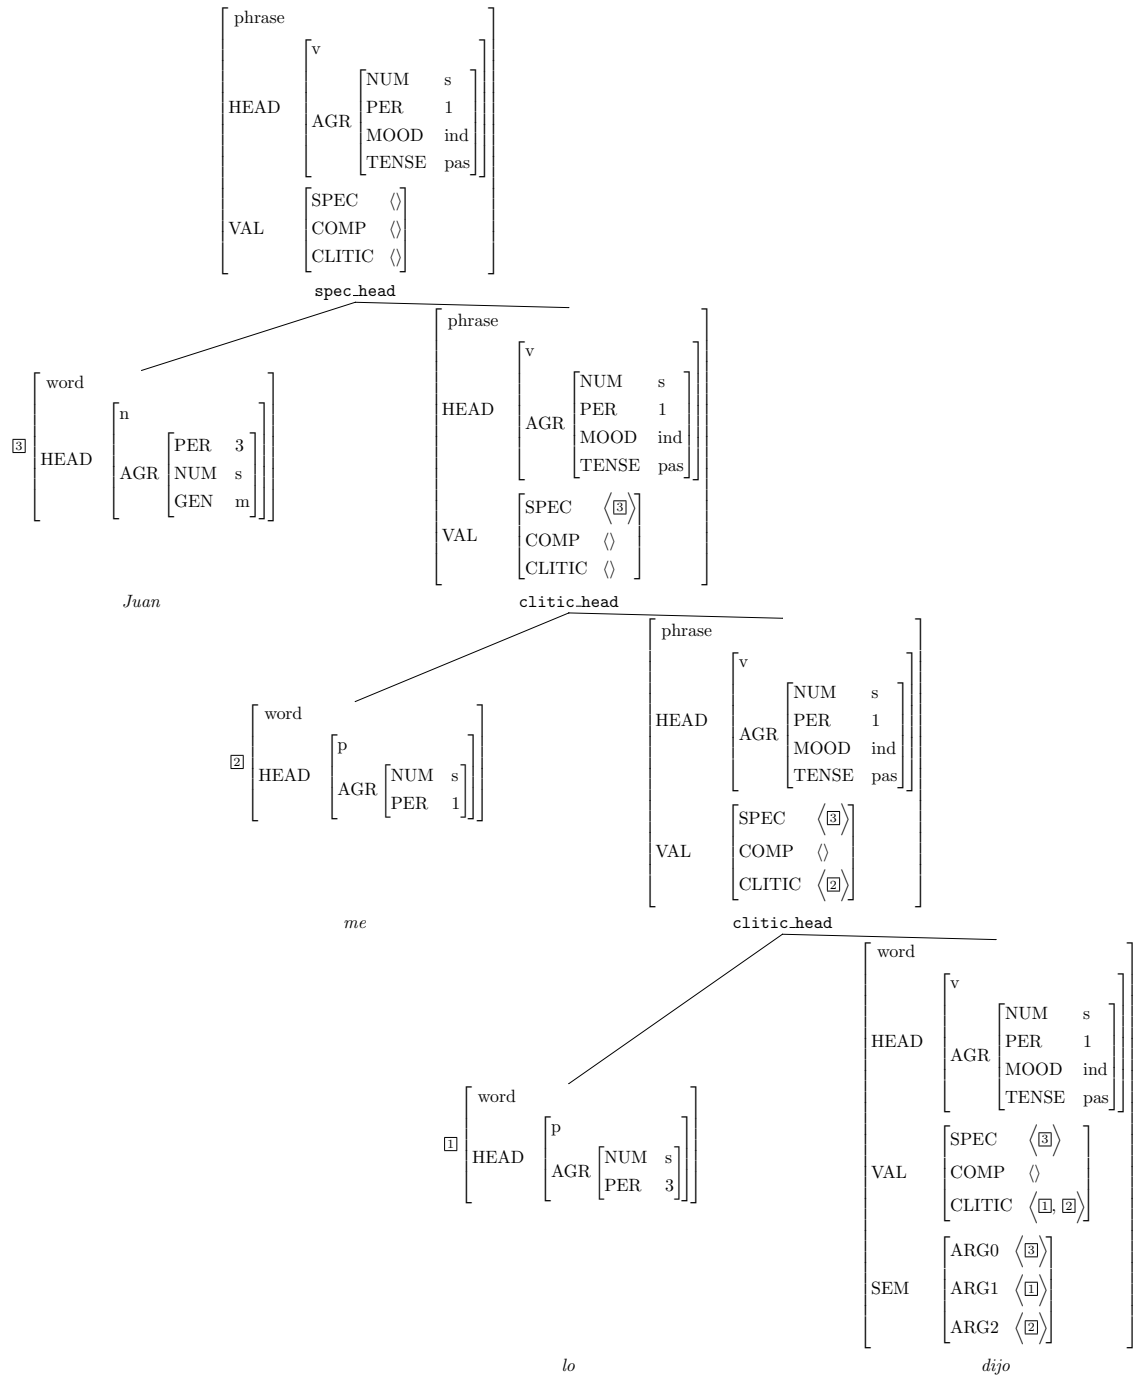 phrase
HEAD
v
AGR
NUM s
PER 1
MOOD ind
TENSE pas
VAL
SPEC ⟨⟩
COMP ⟨⟩
CLITIC ⟨⟩
spec_head
3
word
HEAD
n
AGR
PER 3
NUM s
GEN m
Juan
phrase
HEAD
v
AGR
NUM s
PER 1
MOOD ind
TENSE pas
VAL
SPEC ⟨3⟩
COMP ⟨⟩
CLITIC ⟨⟩
clitic_head
2
word
HEAD
p
AGR
NUM s
PER 1
me
phrase
HEAD
v
AGR
NUM s
PER 1
MOOD ind
TENSE pas
VAL
SPEC ⟨3⟩
COMP ⟨⟩
CLITIC ⟨2⟩
clitic_head
1
word
HEAD
p
AGR
NUM s
PER 3
lo
word
HEAD
v
AGR
NUM s
PER 1
MOOD ind
TENSE pas
VAL
SPEC ⟨3⟩
COMP ⟨⟩
CLITIC ⟨1, 2⟩
SEM
ARG0 ⟨3⟩
ARG1 ⟨1⟩
ARG2 ⟨2⟩
dijo